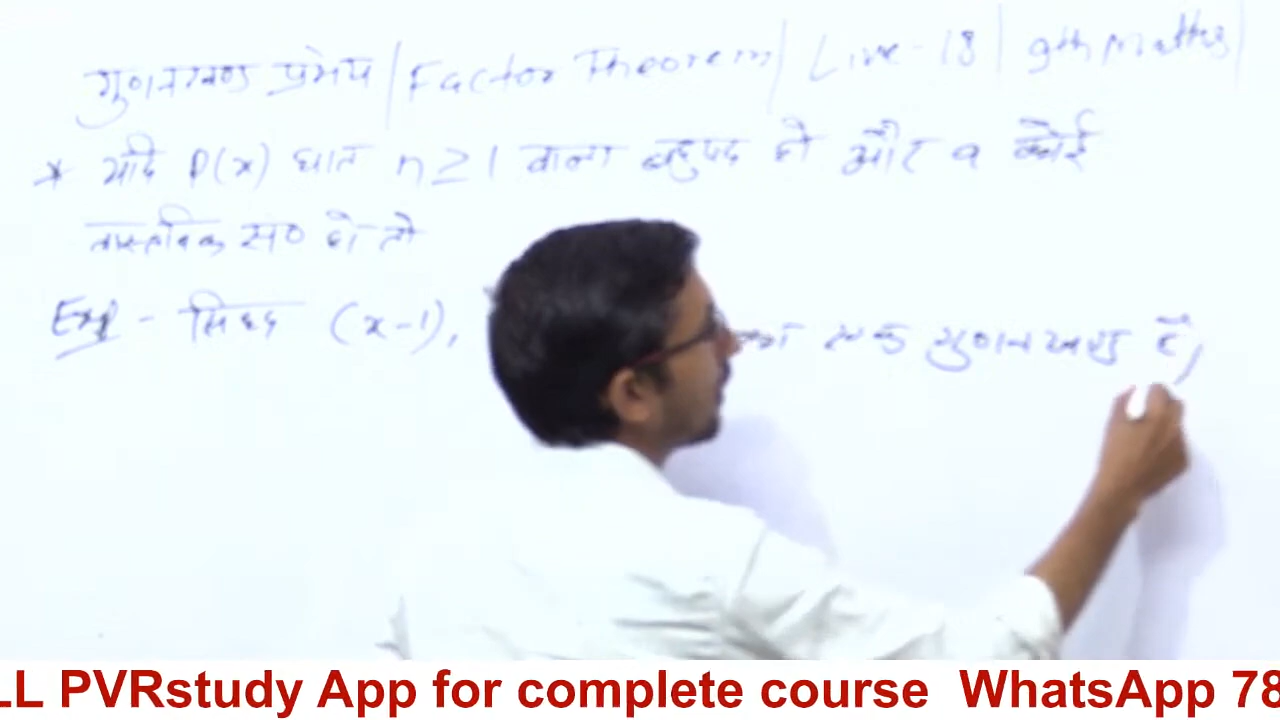 गुणनखण्ड प्रमेय | Factor Theorem | Live - 18 | 9th Maths |
* यदि P(x) घात n ≥ 1 वाला बहुपद हो और a कोई
वास्तविक सं० हो तो
Exp - सिद्ध (x-1), का एक गुणनखण्ड है,
LL PVRstudy App for complete course WhatsApp 78